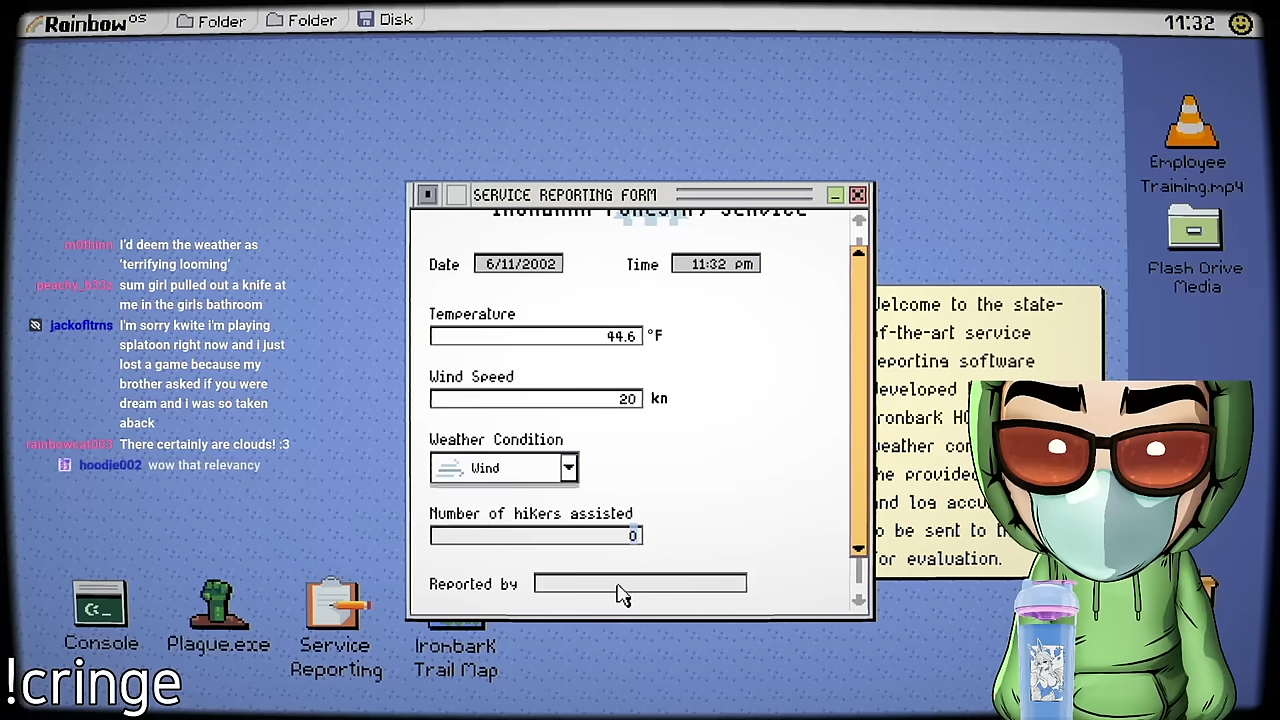 Rainbow OS
Folder
Folder
Disk
11:32
Employee
Training.mp4
Flash Drive
Media
SERVICE REPORTING FORM
Date 6/11/2002 Time 11:32 pm
Temperature
44.6 °F
Wind Speed
20 kn
Weather Condition
Wind
Number of hikers assisted
0
Reported by
elcome to the state-
f-the-art service
eporting software
developed
ronbark H
eather con
he provided
nd log accu
o be sent to t
or evaluation.
m0thinn I'd deem the weather as
'terrifying looming'
sum girl pulled out a knife at
me in the girls bathroom
jackofltrns I'm sorry kwite i'm playing
splatoon right now and i just
lost a game because my
brother asked if you were
dream and i was so taken
aback
rainbowcat003 There certainly are clouds! :3
hoodie002 wow that relevancy
Console
Plague.exe
Service
Reporting
Ironbark
Trail Map
!cringe